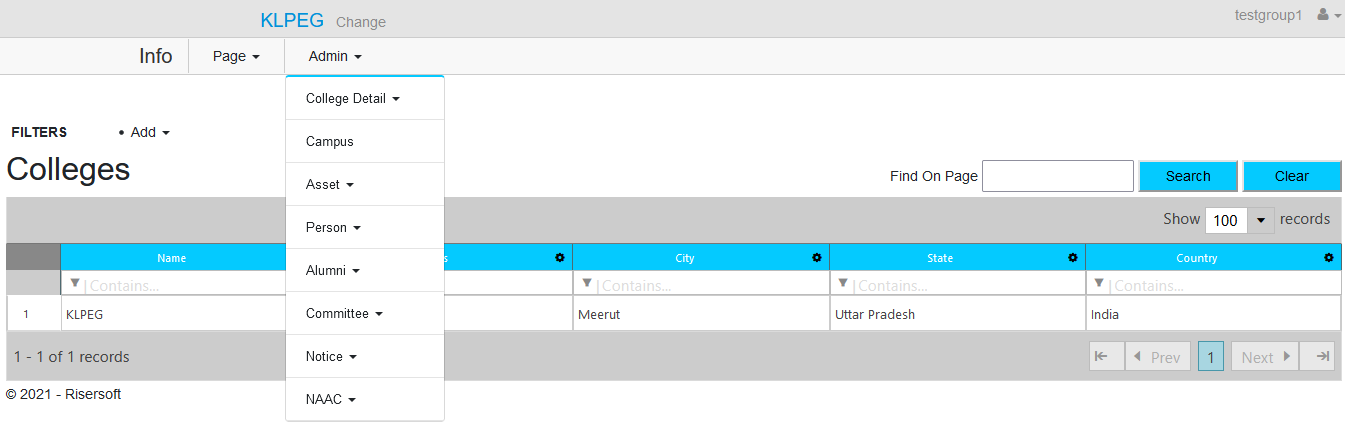 KLPEG Change
testgroup1
Info Page Admin
College Detail
Campus
Asset
Person
Alumni
Committee
Notice
NAAC
FILTERS • Add
Colleges
Find On Page Search Clear
Show 100 records
Name s City State Country
Contains... Contains... Contains... Contains...
1 KLPEG Meerut Uttar Pradesh India
1 - 1 of 1 records
Prev 1 Next
© 2021 - Risersoft